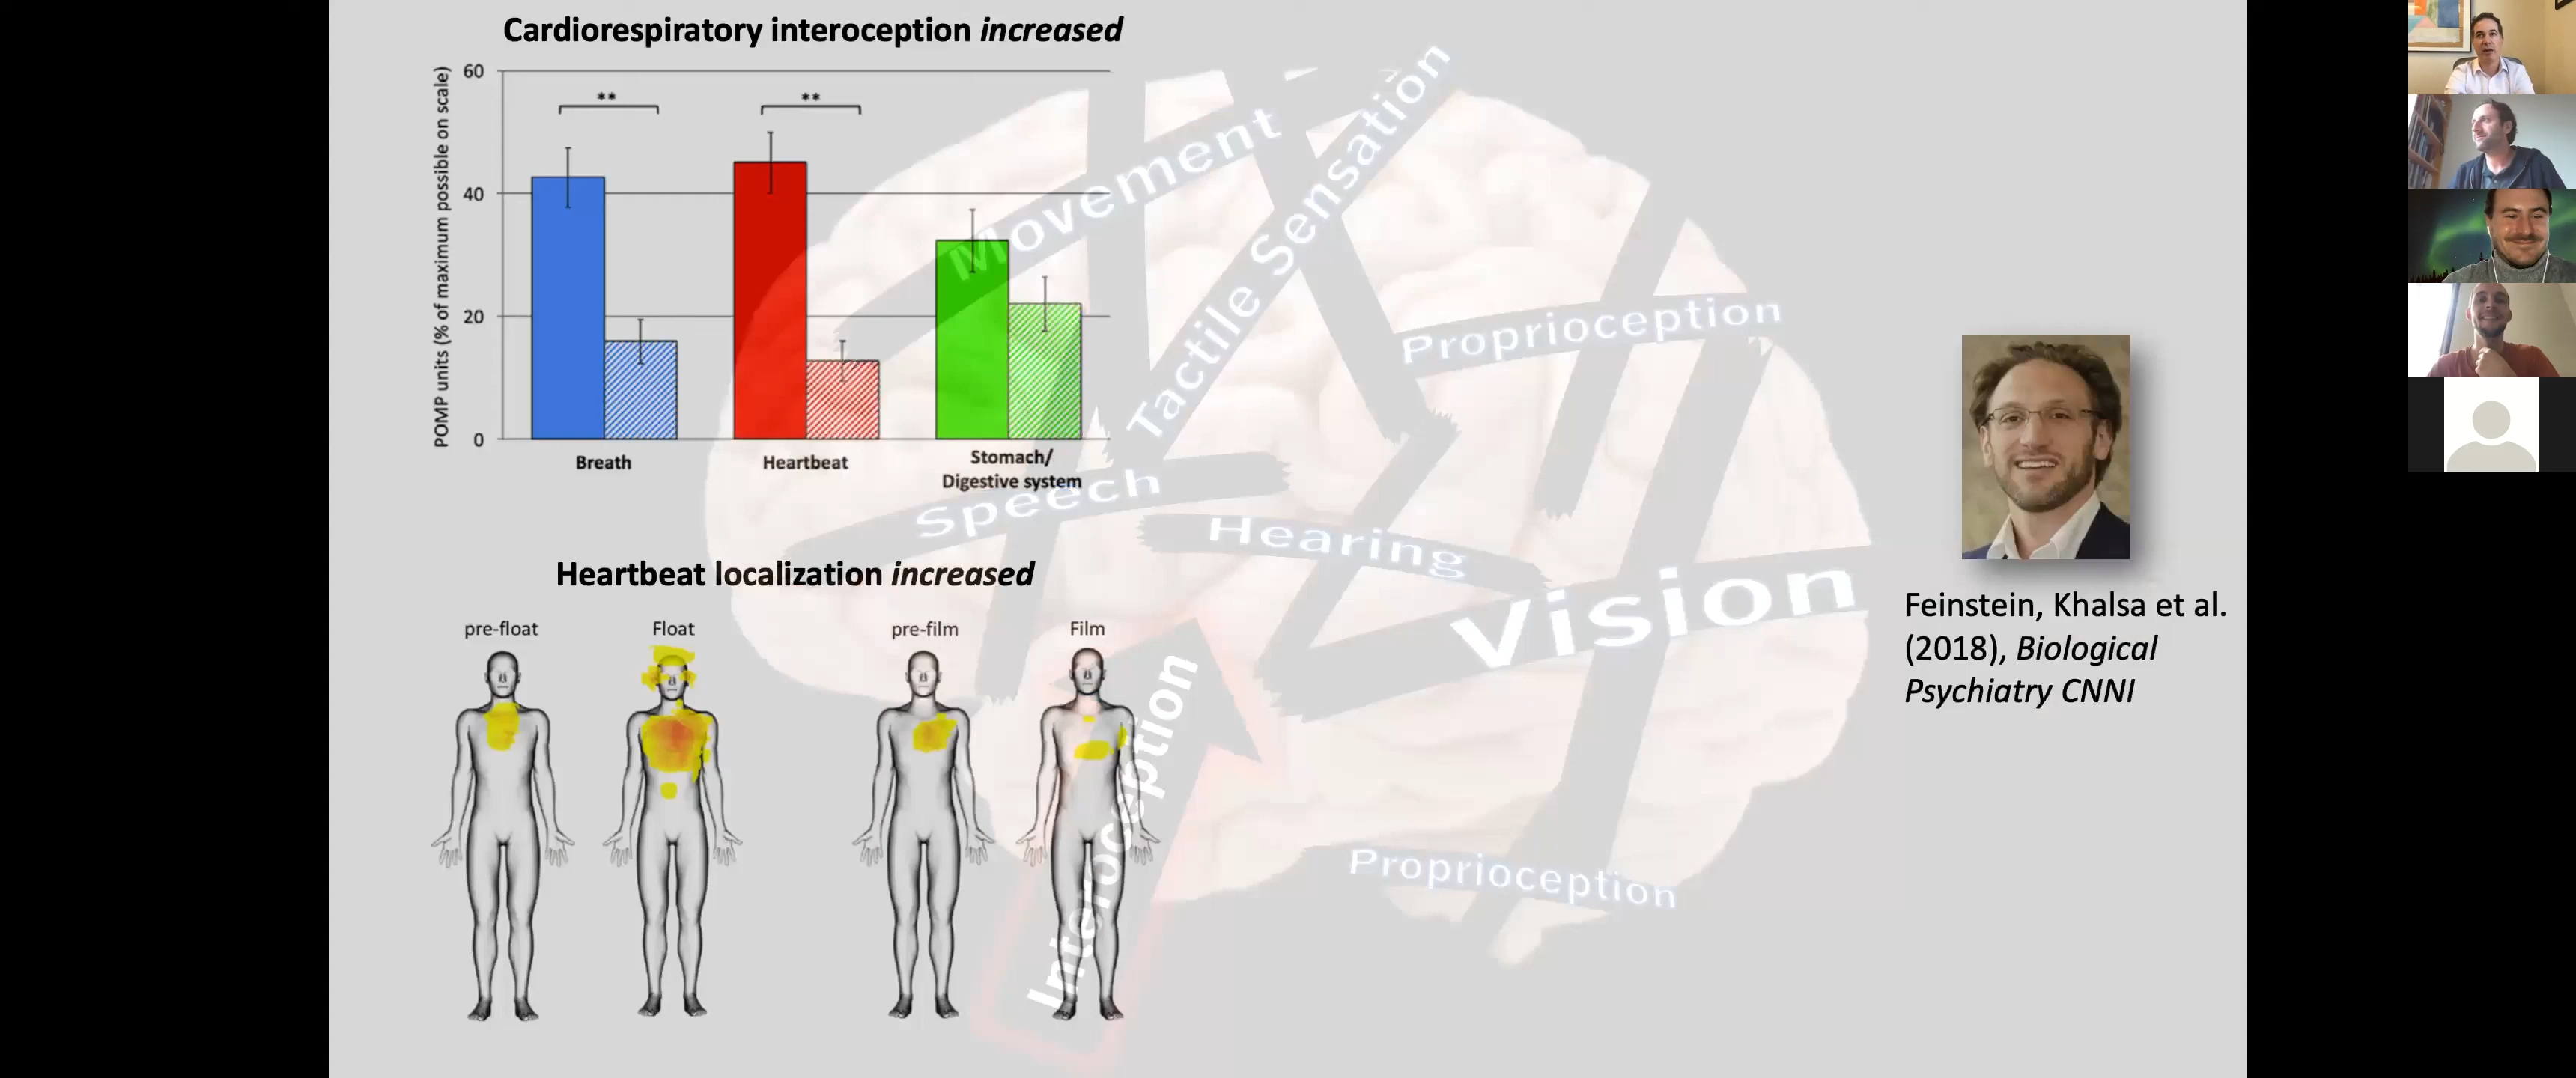 Cardiorespiratory interoception increased
POMP units (% of maximum possible on scale)
60
40
20
0
**
**
Breath
Heartbeat
Stomach/
Digestive system
Heartbeat localization increased
pre-float
Float
pre-film
Film
Movement
Tactile Sensation
Proprioception
Speech
Hearing
Vision
Interoception
Proprioception
Feinstein, Khalsa et al.
(2018), Biological
Psychiatry CNNI